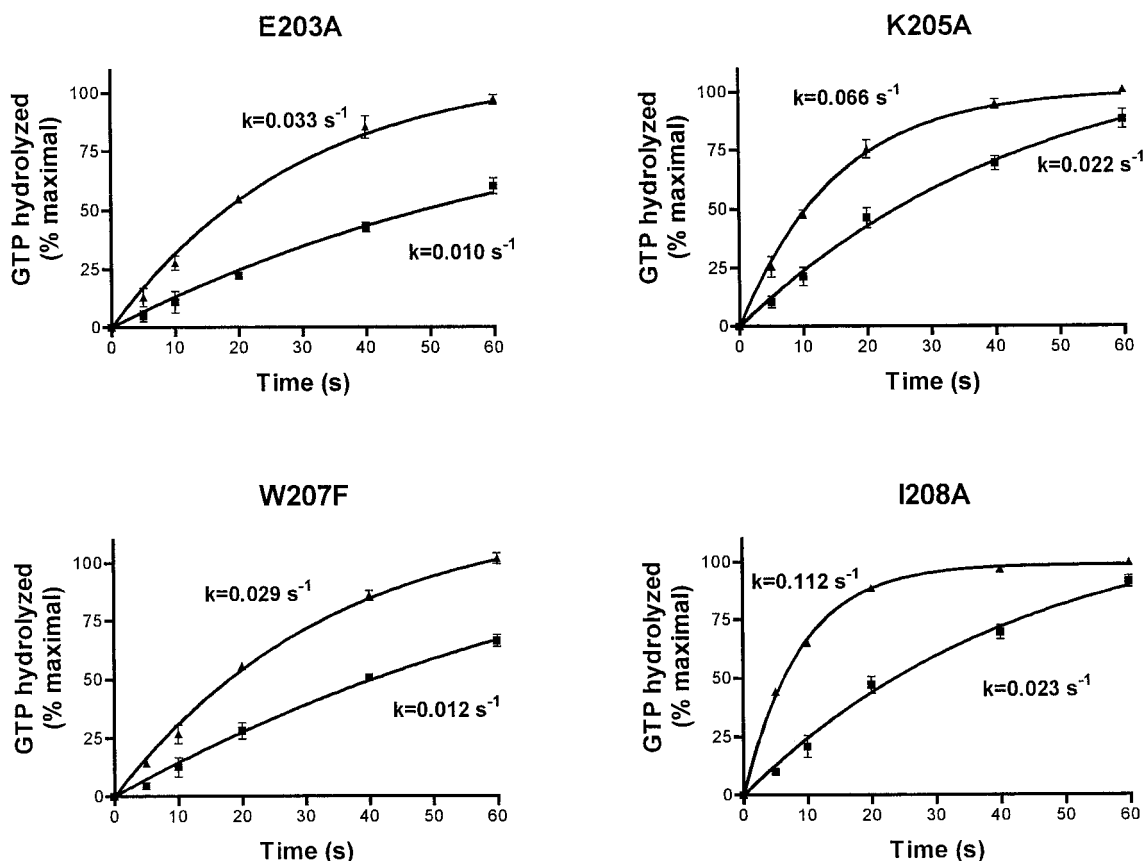 E203A
GTP hydrolyzed
(% maximal)
100
75
50
25
0
k=0.033 s-1
k=0.010 s-1
0 10 20 30 40 50 60
Time (s)
K205A
GTP hydrolyzed
(% maximal)
100
75
50
25
0
k=0.066 s-1
k=0.022 s-1
0 10 20 30 40 50 60
Time (s)
W207F
GTP hydrolyzed
(% maximal)
100
75
50
25
0
k=0.029 s-1
k=0.012 s-1
0 10 20 30 40 50 60
Time (s)
I208A
GTP hydrolyzed
(% maximal)
100
75
50
25
0
k=0.112 s-1
k=0.023 s-1
0 10 20 30 40 50 60
Time (s)